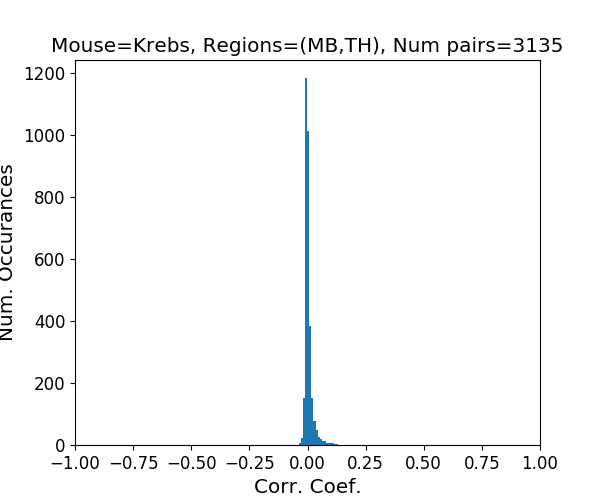 Mouse=Krebs, Regions=(MB,TH), Num pairs=3135
Num. Occurances
1200
1000
800
600
400
200
0
−1.00 −0.75 −0.50 −0.25 0.00 0.25 0.50 0.75 1.00
Corr. Coef.